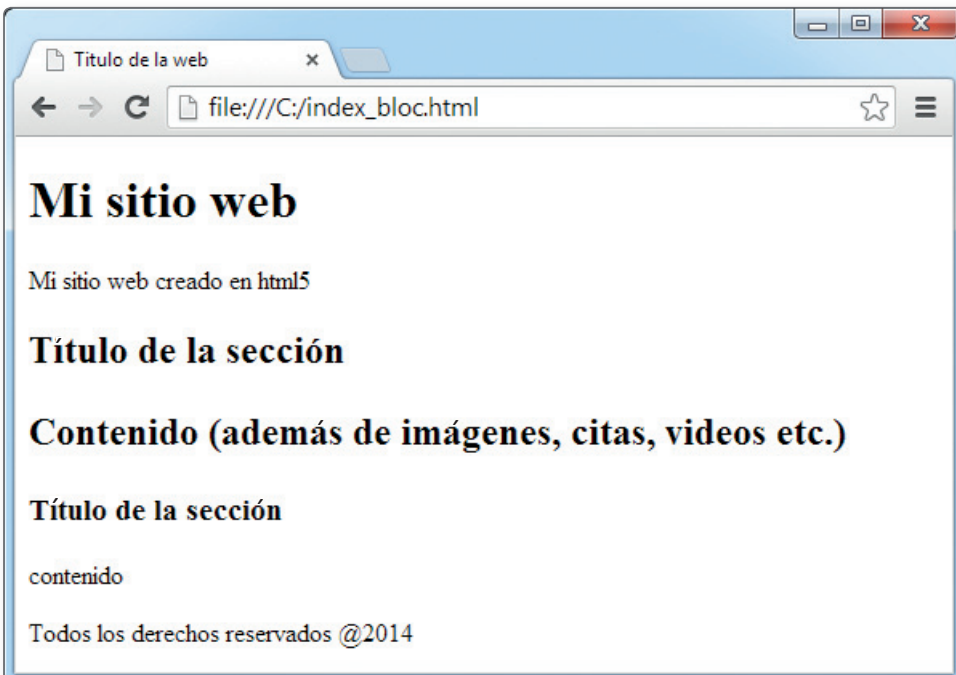 Titulo de la web
file:///C:/index_bloc.html
Mi sitio web
Mi sitio web creado en html5
Título de la sección
Contenido (además de imágenes, citas, videos etc.)
Título de la sección
contenido
Todos los derechos reservados @2014